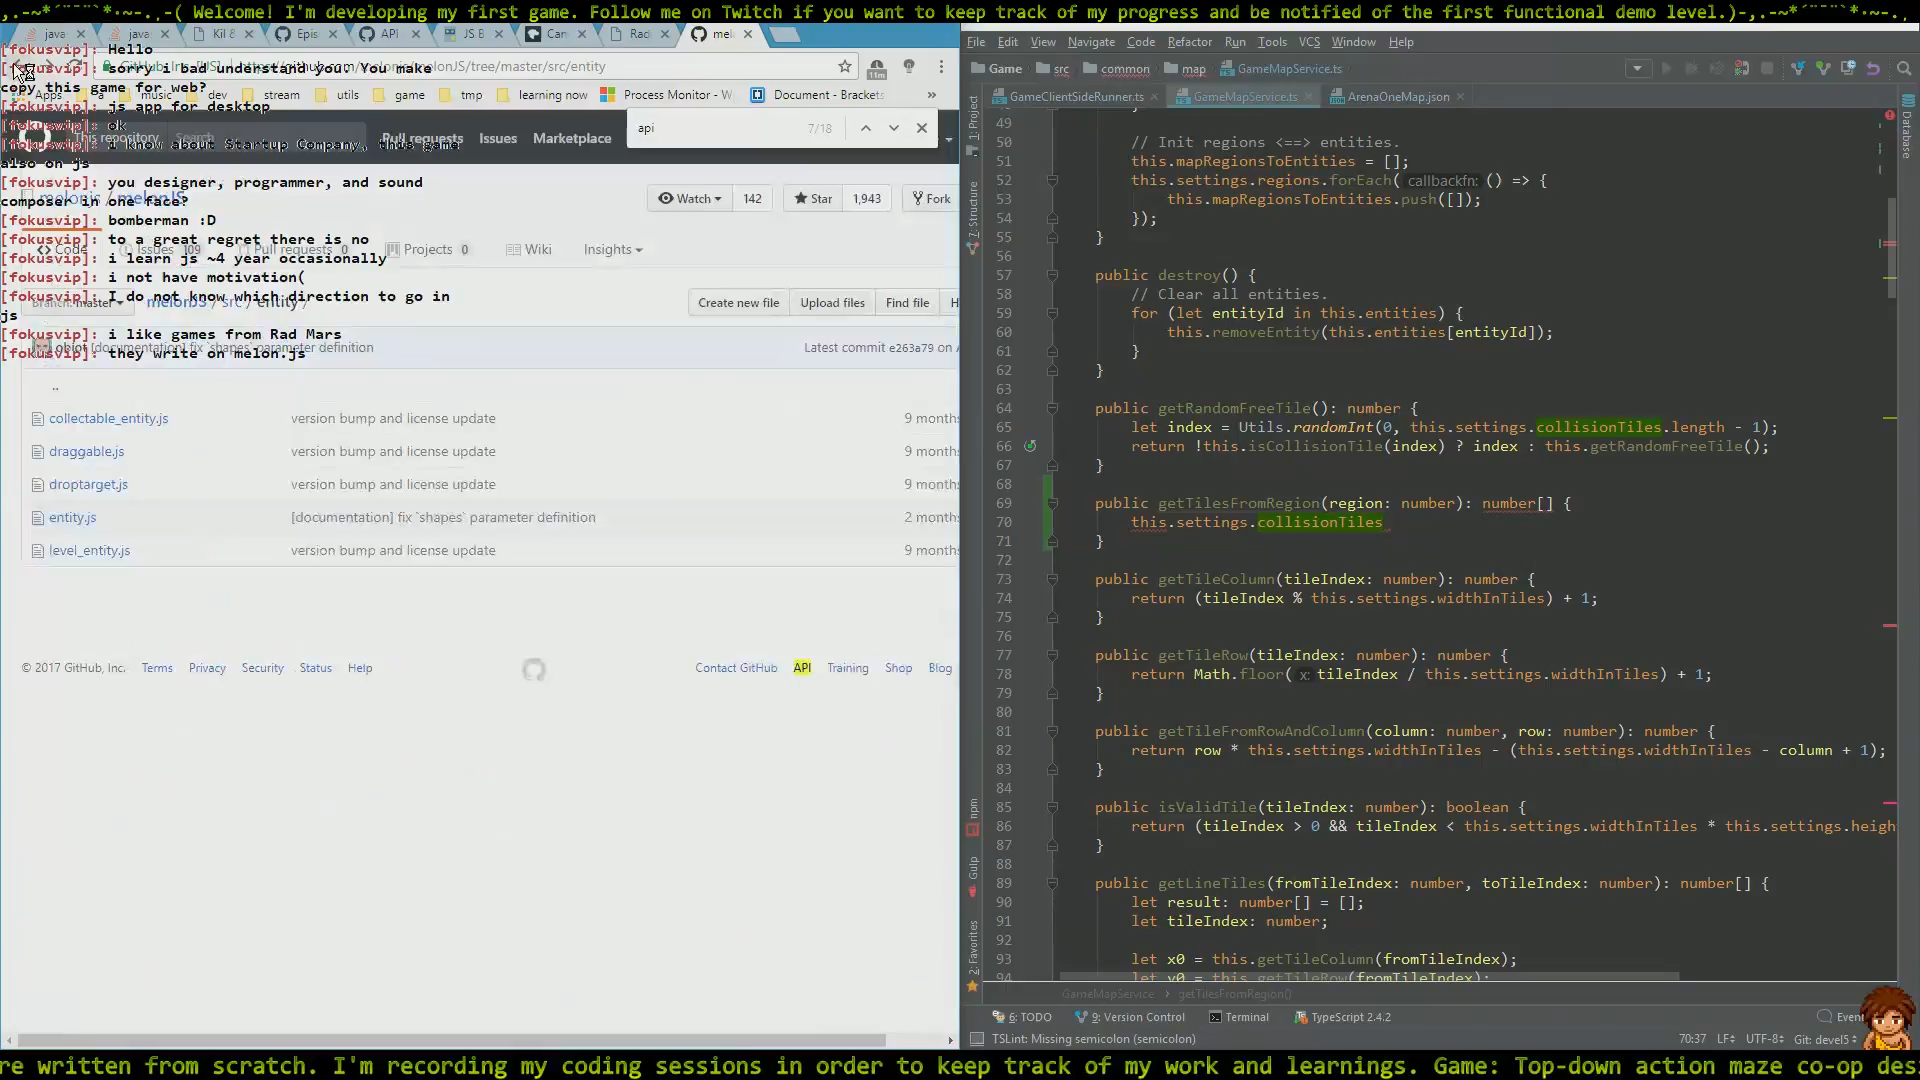 ,.-~*´¨¯¨`*·~-.¸-( Welcome! I'm developing my first game. Follow me on Twitch if you want to keep track of my progress and be notified of the first functional demo level.)-,.-~*´¨¯¨`*·~-.¸
java
java
Kil
Epis
API
JS B
Can
Rad
mel
[fokusvip]: Hello
[fokusvip]: sorry i bad understand you. You make
copy this game for web?
[fokusvip]: js app for desktop
[fokusvip]: ok
[fokusvip]: i know about Startup Company, this game
also on js
[fokusvip]: you designer, programmer, and sound
composer in one face?
[fokusvip]: bomberman :D
[fokusvip]: to a great regret there is no
[fokusvip]: i learn js ~4 year occasionally
[fokusvip]: i not have motivation(
[fokusvip]: I do not know which direction to go in
js
[fokusvip]: i like games from Rad Mars
[fokusvip]: they write on melon.js
GitHub, Inc. [US]
https://github.com/melonjs/melonJS/tree/master/src/entity
11m
Apps
music
dev
stream
utils
game
tmp
learning now
Process Monitor - W
Document - Brackets
»
api
7/18
This repository
Search
Pull requests
Issues
Marketplace
melonjs / melonJS
Watch
142
Star
1,943
Fork
Code
Issues 109
Pull requests 0
Projects 0
Wiki
Insights
Branch: master
melonJS / src / entity /
Create new file
Upload files
Find file
H
obiot [documentation] fix `shapes` parameter definition
Latest commit e263a79 on A
..
collectable_entity.js
version bump and license update
9 months
draggable.js
version bump and license update
9 months
droptarget.js
version bump and license update
9 months
entity.js
[documentation] fix `shapes` parameter definition
2 months
level_entity.js
version bump and license update
9 months
© 2017 GitHub, Inc.
Terms
Privacy
Security
Status
Help
Contact GitHub
API
Training
Shop
Blog
File
Edit
View
Navigate
Code
Refactor
Run
Tools
VCS
Window
Help
Game
src
common
map
GameMapService.ts
GameClientSideRunner.ts
GameMapService.ts
ArenaOneMap.json
1: Project
7: Structure
npm
Gulp
2: Favorites
Database
49 }
50 // Init regions <==> entities.
51 this.mapRegionsToEntities = [];
52 this.settings.regions.forEach( callbackfn: () => {
53 this.mapRegionsToEntities.push([]);
54 });
55 }
56
57 public destroy() {
58 // Clear all entities.
59 for (let entityId in this.entities) {
60 this.removeEntity(this.entities[entityId]);
61 }
62 }
63
64 public getRandomFreeTile(): number {
65 let index = Utils.randomInt(0, this.settings.collisionTiles.length - 1);
66 return !this.isCollisionTile(index) ? index : this.getRandomFreeTile();
67 }
68
69 public getTilesFromRegion(region: number): number[] {
70 this.settings.collisionTiles
71 }
72
73 public getTileColumn(tileIndex: number): number {
74 return (tileIndex % this.settings.widthInTiles) + 1;
75 }
76
77 public getTileRow(tileIndex: number): number {
78 return Math.floor( x: tileIndex / this.settings.widthInTiles) + 1;
79 }
80
81 public getTileFromRowAndColumn(column: number, row: number): number {
82 return row * this.settings.widthInTiles - (this.settings.widthInTiles - column + 1);
83 }
84
85 public isValidTile(tileIndex: number): boolean {
86 return (tileIndex > 0 && tileIndex < this.settings.widthInTiles * this.settings.heigh
87 }
88
89 public getLineTiles(fromTileIndex: number, toTileIndex: number): number[] {
90 let result: number[] = [];
91 let tileIndex: number;
92
93 let x0 = this.getTileColumn(fromTileIndex);
94 let y0 = this.getTileRow(fromTileIndex);
GameMapService
getTilesFromRegion()
6: TODO
9: Version Control
Terminal
TypeScript 2.4.2
Event
TSLint: Missing semicolon (semicolon)
70:37
LF
UTF-8
Git: devel5
re written from scratch. I'm recording my coding sessions in order to keep track of my work and learnings. Game: Top-down action maze co-op des